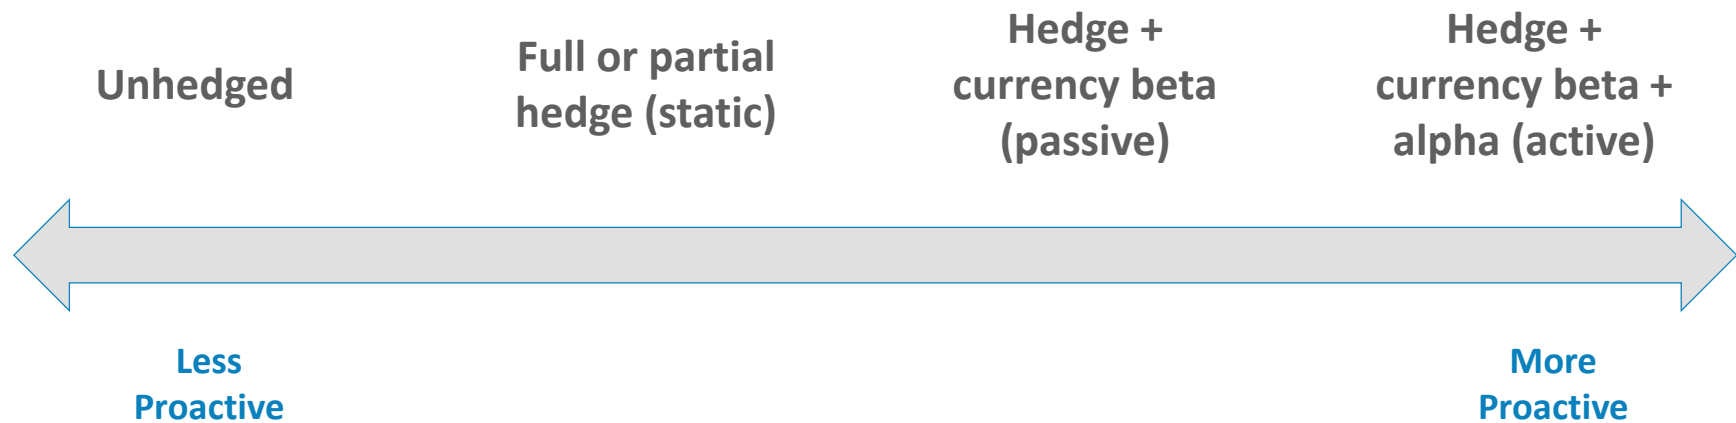 Unhedged
Full or partial
hedge (static)
Hedge +
currency beta
(passive)
Hedge +
currency beta +
alpha (active)
Less
Proactive
More
Proactive